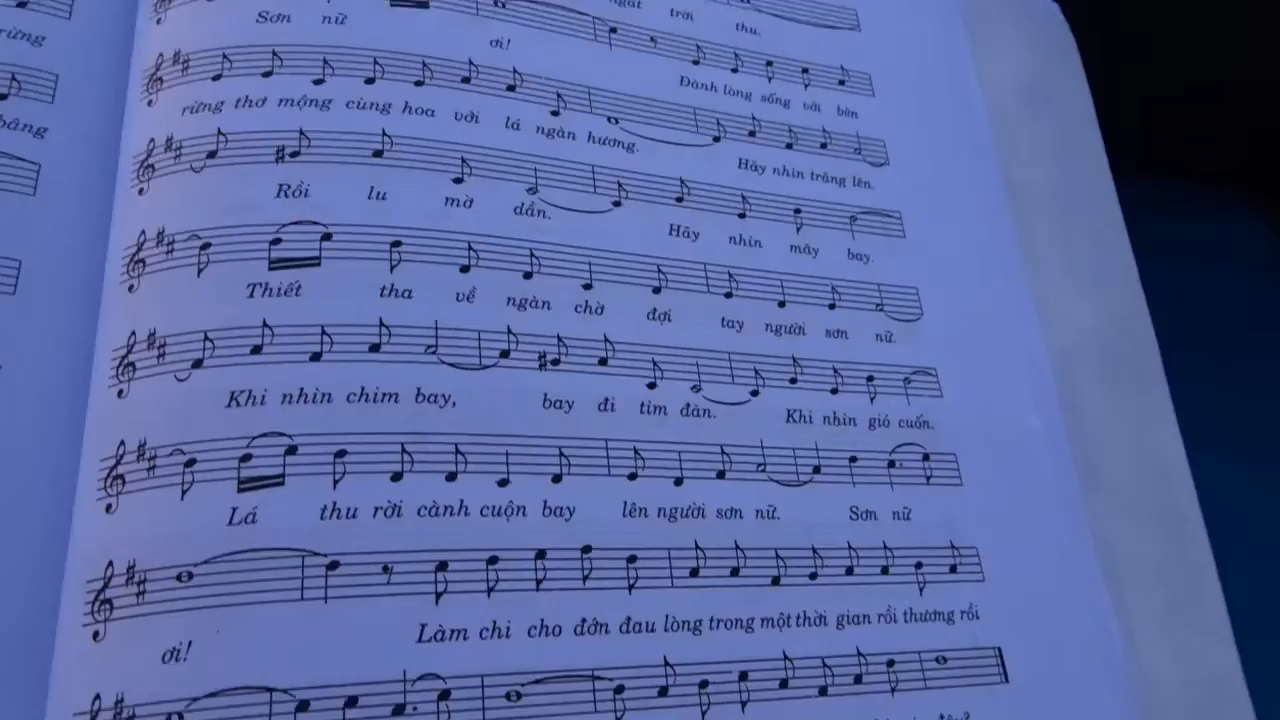 rừng
bâng
ngát trời thu.
Sơn nữ ơi! Đành lòng sống với bên
rừng thơ mộng cùng hoa với lá ngàn hương. Hãy nhìn trăng lên.
Rồi lu mờ dần. Hãy nhìn mây bay.
Thiết tha về ngàn chờ đợi tay người sơn nữ.
Khi nhìn chim bay, bay đi tìm đàn. Khi nhìn gió cuốn.
Lá thu rời cành cuộn bay lên người sơn nữ. Sơn nữ
ơi! Làm chi cho đớn đau lòng trong một thời gian rồi thương rồi